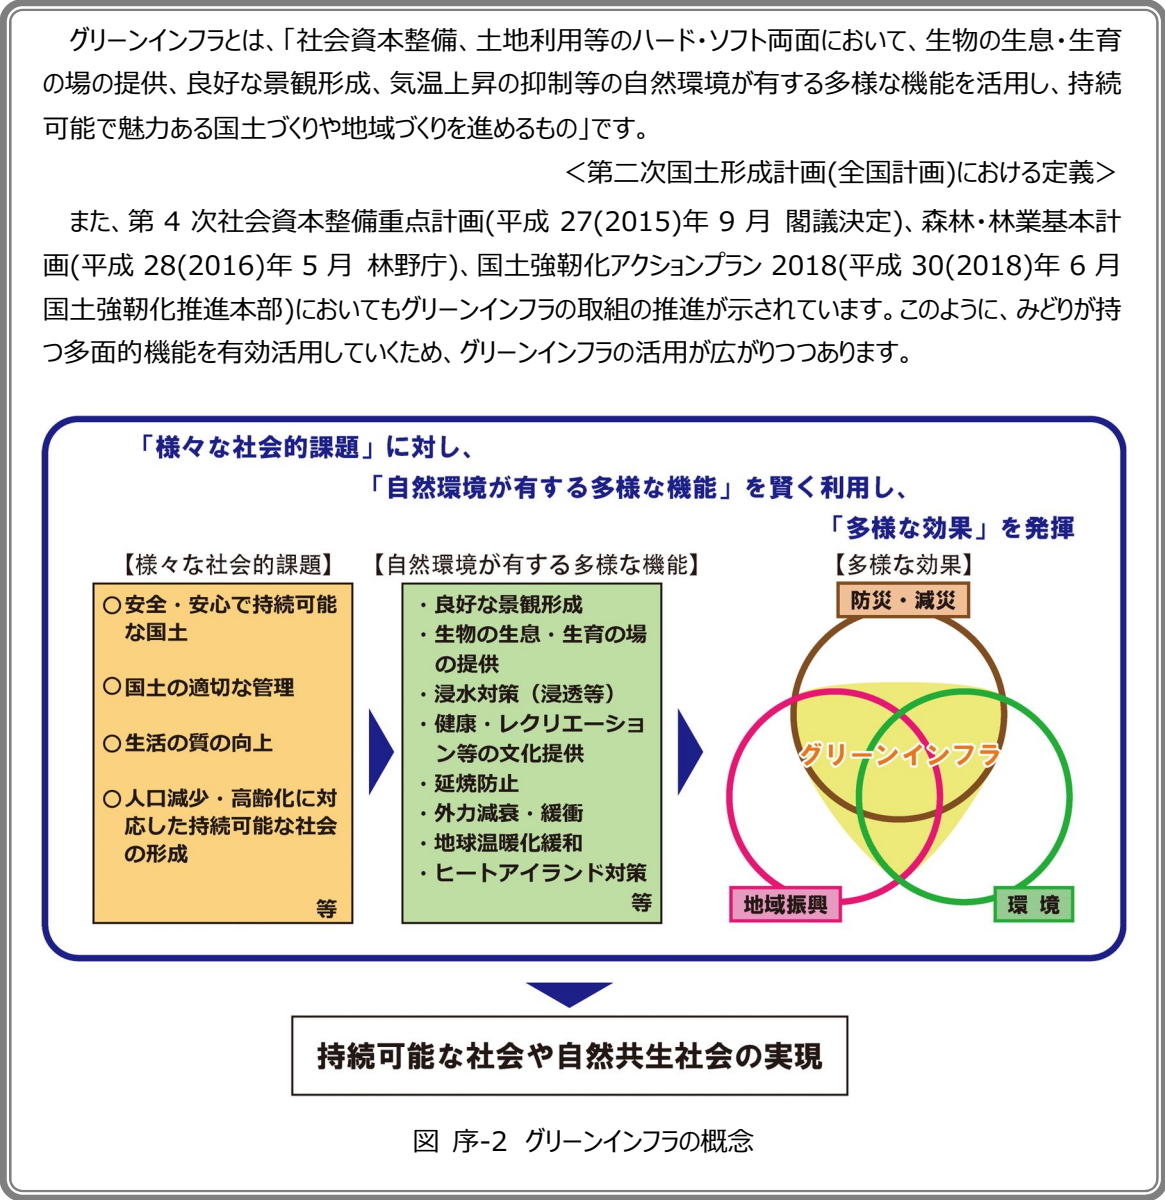 グリーンインフラとは、「社会資本整備、土地利用等のハード・ソフト両面において、生物の生息・生育
の場の提供、良好な景観形成、気温上昇の抑制等の自然環境が有する多様な機能を活用し、持続
可能で魅力ある国土づくりや地域づくりを進めるもの」です。
＜第二次国土形成計画(全国計画)における定義＞
また、第 4 次社会資本整備重点計画(平成 27(2015)年 9 月 閣議決定)、森林・林業基本計
画(平成 28(2016)年 5 月 林野庁)、国土強靭化アクションプラン 2018(平成 30(2018)年 6 月
国土強靭化推進本部)においてもグリーンインフラの取組の推進が示されています。このように、みどりが持
つ多面的機能を有効活用していくため、グリーンインフラの活用が広がりつつあります。
「様々な社会的課題」に対し、
「自然環境が有する多様な機能」を賢く利用し、
「多様な効果」を発揮
【様々な社会的課題】
○安全・安心で持続可能
な国土
○国土の適切な管理
○生活の質の向上
○人口減少・高齢化に対
応した持続可能な社会
の形成
等
【自然環境が有する多様な機能】
・良好な景観形成
・生物の生息・生育の場
の提供
・浸水対策（浸透等）
・健康・レクリエーショ
ン等の文化提供
・延焼防止
・外力減衰・緩衝
・地球温暖化緩和
・ヒートアイランド対策
等
【多様な効果】
防災・減災
グリーンインフラ
地域振興
環 境
持続可能な社会や自然共生社会の実現
図 序-2 グリーンインフラの概念